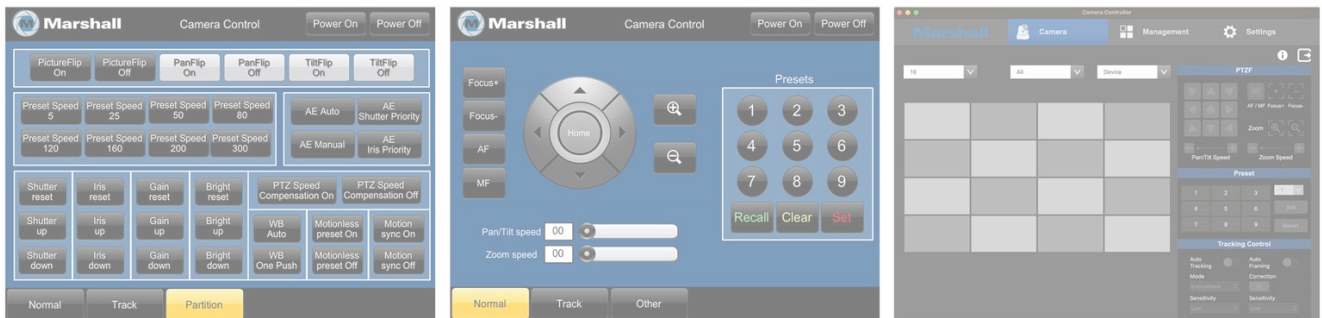 Marshall
Camera Control
Power On
Power Off
PictureFlip
On
PictureFlip
Off
PanFlip
On
PanFlip
Off
TiltFlip
On
TiltFlip
Off
Preset Speed
5
Preset Speed
25
Preset Speed
50
Preset Speed
80
AE Auto
AE
Shutter Priority
Preset Speed
120
Preset Speed
160
Preset Speed
200
Preset Speed
300
AE Manual
AE
Iris Priority
Shutter
reset
Iris
reset
Gain
reset
Bright
reset
PTZ Speed
Compensation On
PTZ Speed
Compensation Off
Shutter
up
Iris
up
Gain
up
Bright
up
WB
Auto
Motionless
preset On
Motion
sync On
Shutter
down
Iris
down
Gain
down
Bright
down
WB
One Push
Motionless
preset Off
Motion
sync Off
Normal
Track
Partition
Marshall
Camera Control
Power On
Power Off
Focus+
Focus-
AF
MF
Home
Presets
1
2
3
4
5
6
7
8
9
Recall
Clear
Set
Pan/Tilt speed
00
Zoom speed
00
Normal
Track
Other
Camera Controller
Marshall
Camera
Management
Settings
16
All
Device
PTZF
AF / MF
Focus+
Focus-
Zoom
Pan/Tilt Speed
Zoom Speed
Preset
1
2
3
4
5
6
7
8
9
Tracking Control
Auto
Tracking
Auto
Framing
Mode
Correction
Sensitivity
Sensitivity